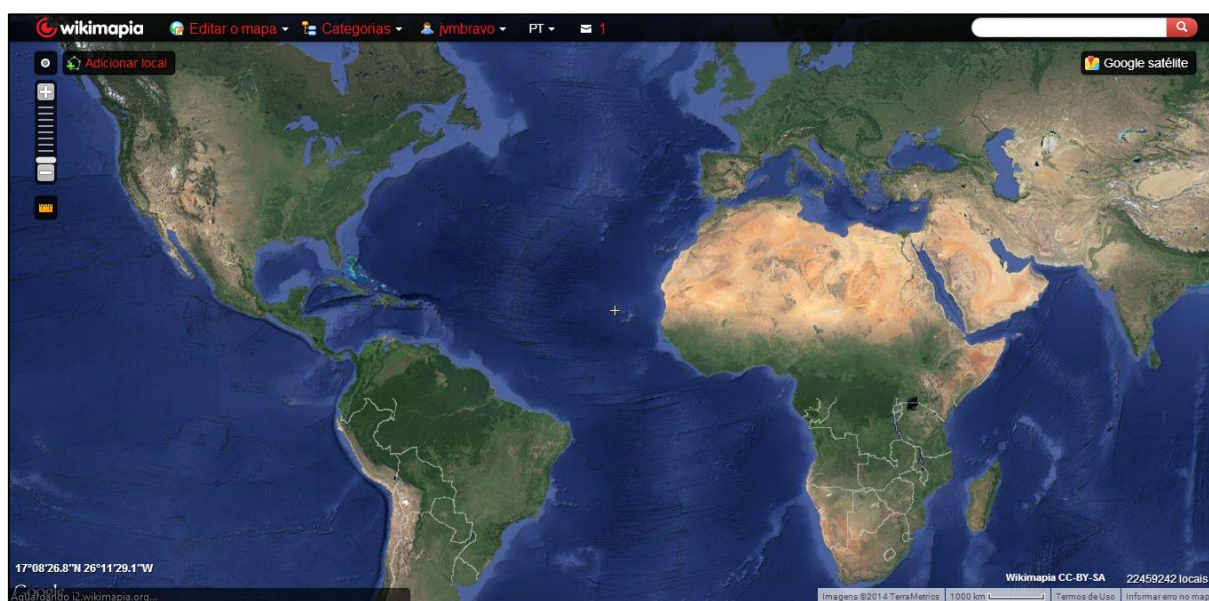 wikimapia Editar o mapa Categorias jvmbravo PT 1
Adicionar local Google satélite
17°08'26.8"N 26°11'29.1"W
Wikimapia CC-BY-SA 22459242 locais
Google
Aguardando i2.wikimapia.org...
Imagens ©2014 TerraMetrics 1000 km Termos de Uso Informar erro no map